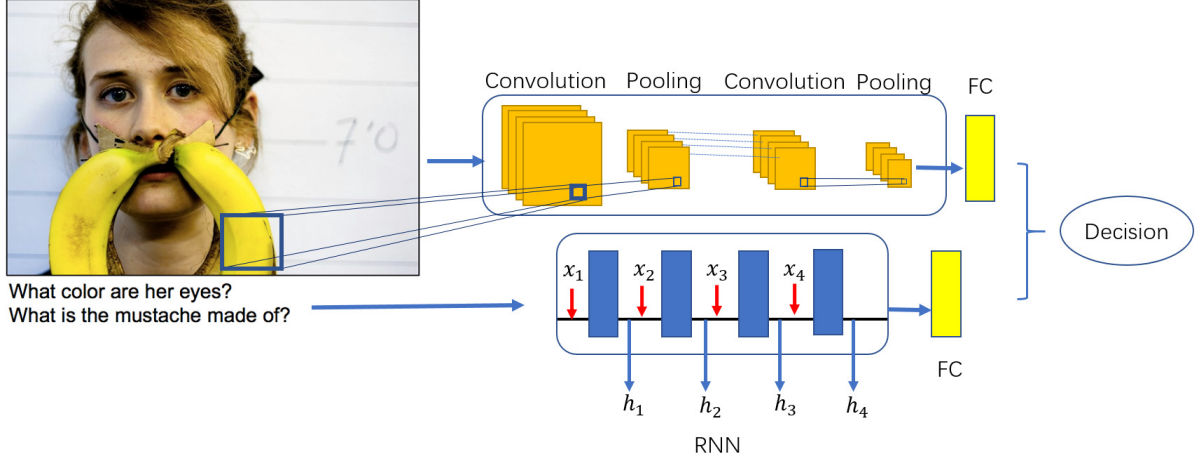 7'0
Convolution Pooling Convolution Pooling FC
Decision
What color are her eyes?
What is the mustache made of?
x₁ x₂ x₃ x₄
FC
h₁ h₂ h₃ h₄
RNN